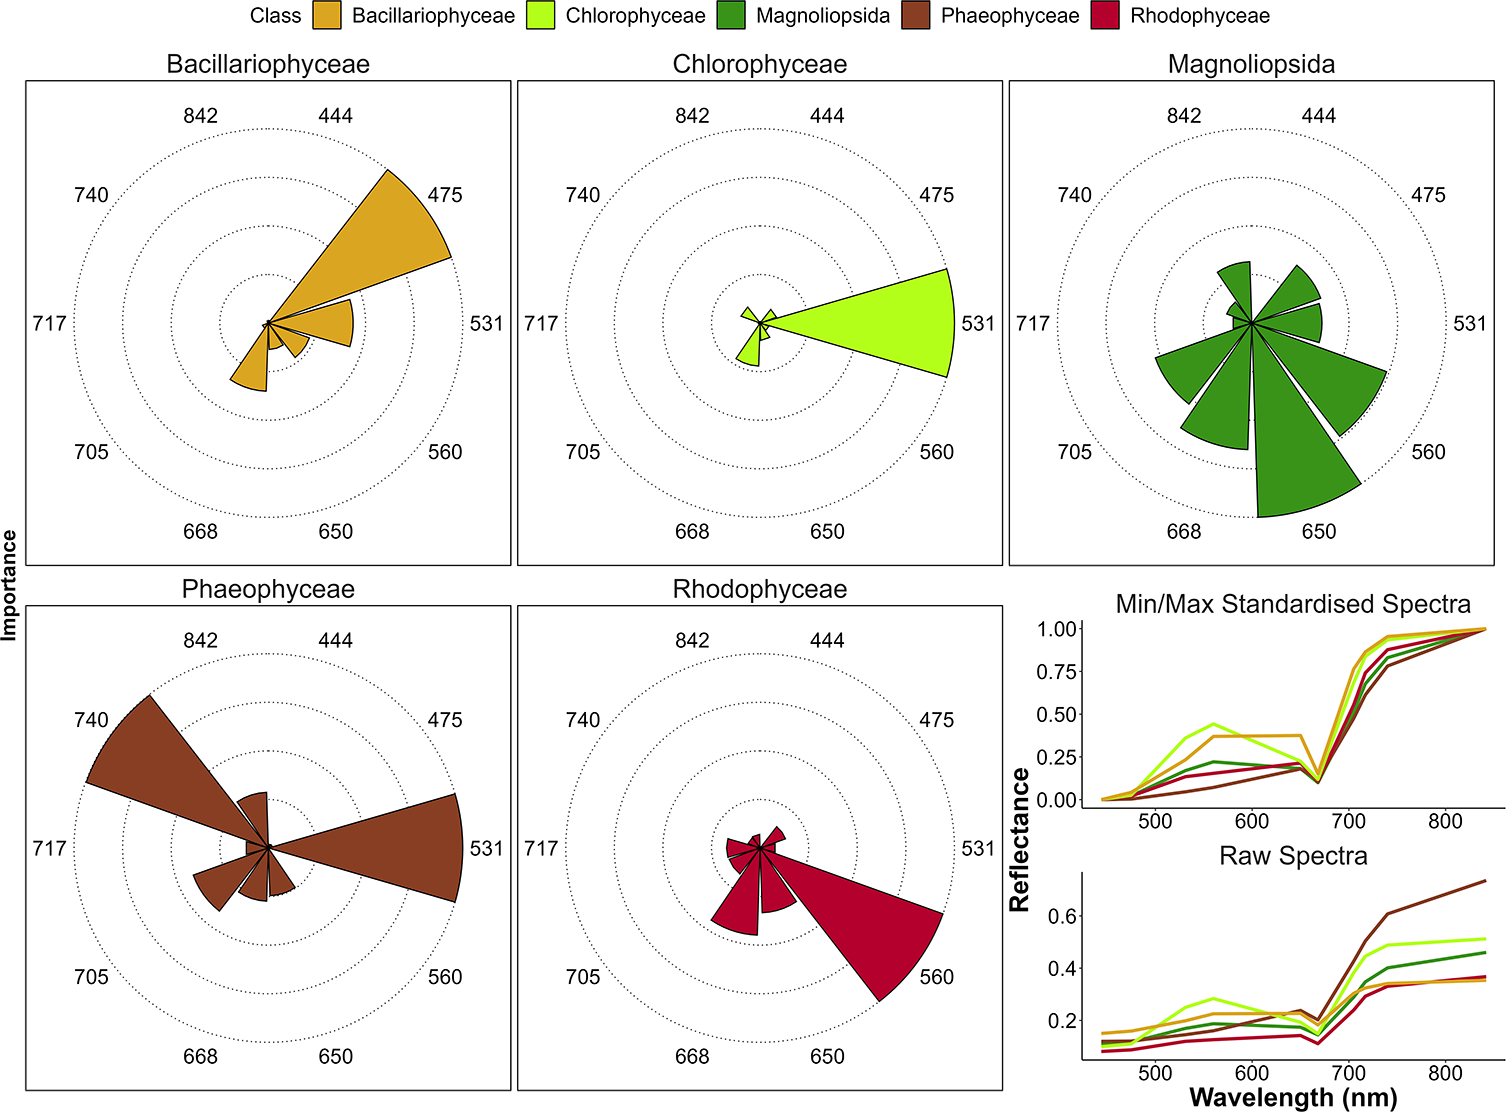 Class Bacillariophyceae Chlorophyceae Magnoliopsida Phaeophyceae Rhodophyceae
Bacillariophyceae Chlorophyceae Magnoliopsida
842 444 842 444 842 444
740 475 740 475 740 475
717 531 717 531 717 531
705 560 705 560 705 560
668 650 668 650 668 650
Importance
Phaeophyceae Rhodophyceae
842 444 842 444
740 475 740 475
717 531 717 531
705 560 705 560
668 650 668 650
Min/Max Standardised Spectra
1.00
0.75
0.50
0.25
0.00
500 600 700 800
Reflectance
Raw Spectra
0.6
0.4
0.2
500 600 700 800
Wavelength (nm)